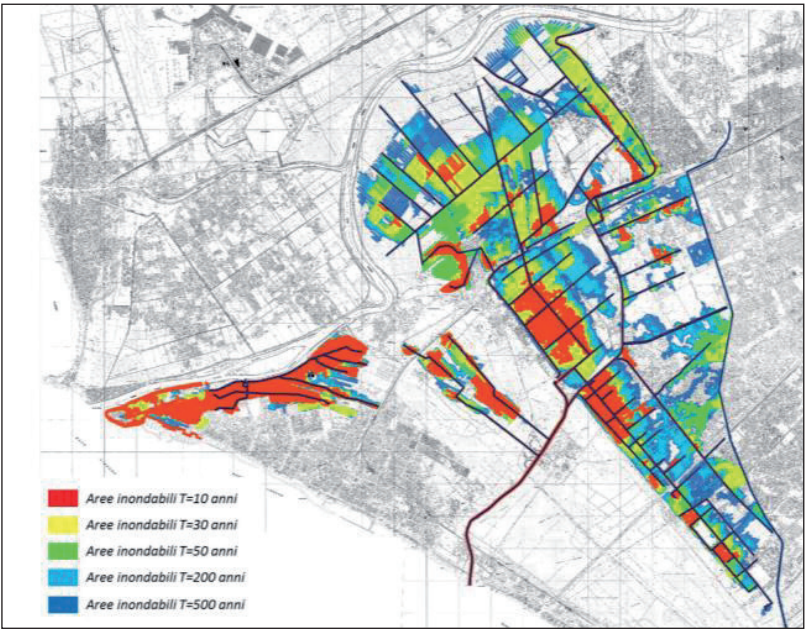 Aree inondabili T=10 anni
Aree inondabili T=30 anni
Aree inondabili T=50 anni
Aree inondabili T=200 anni
Aree inondabili T=500 anni